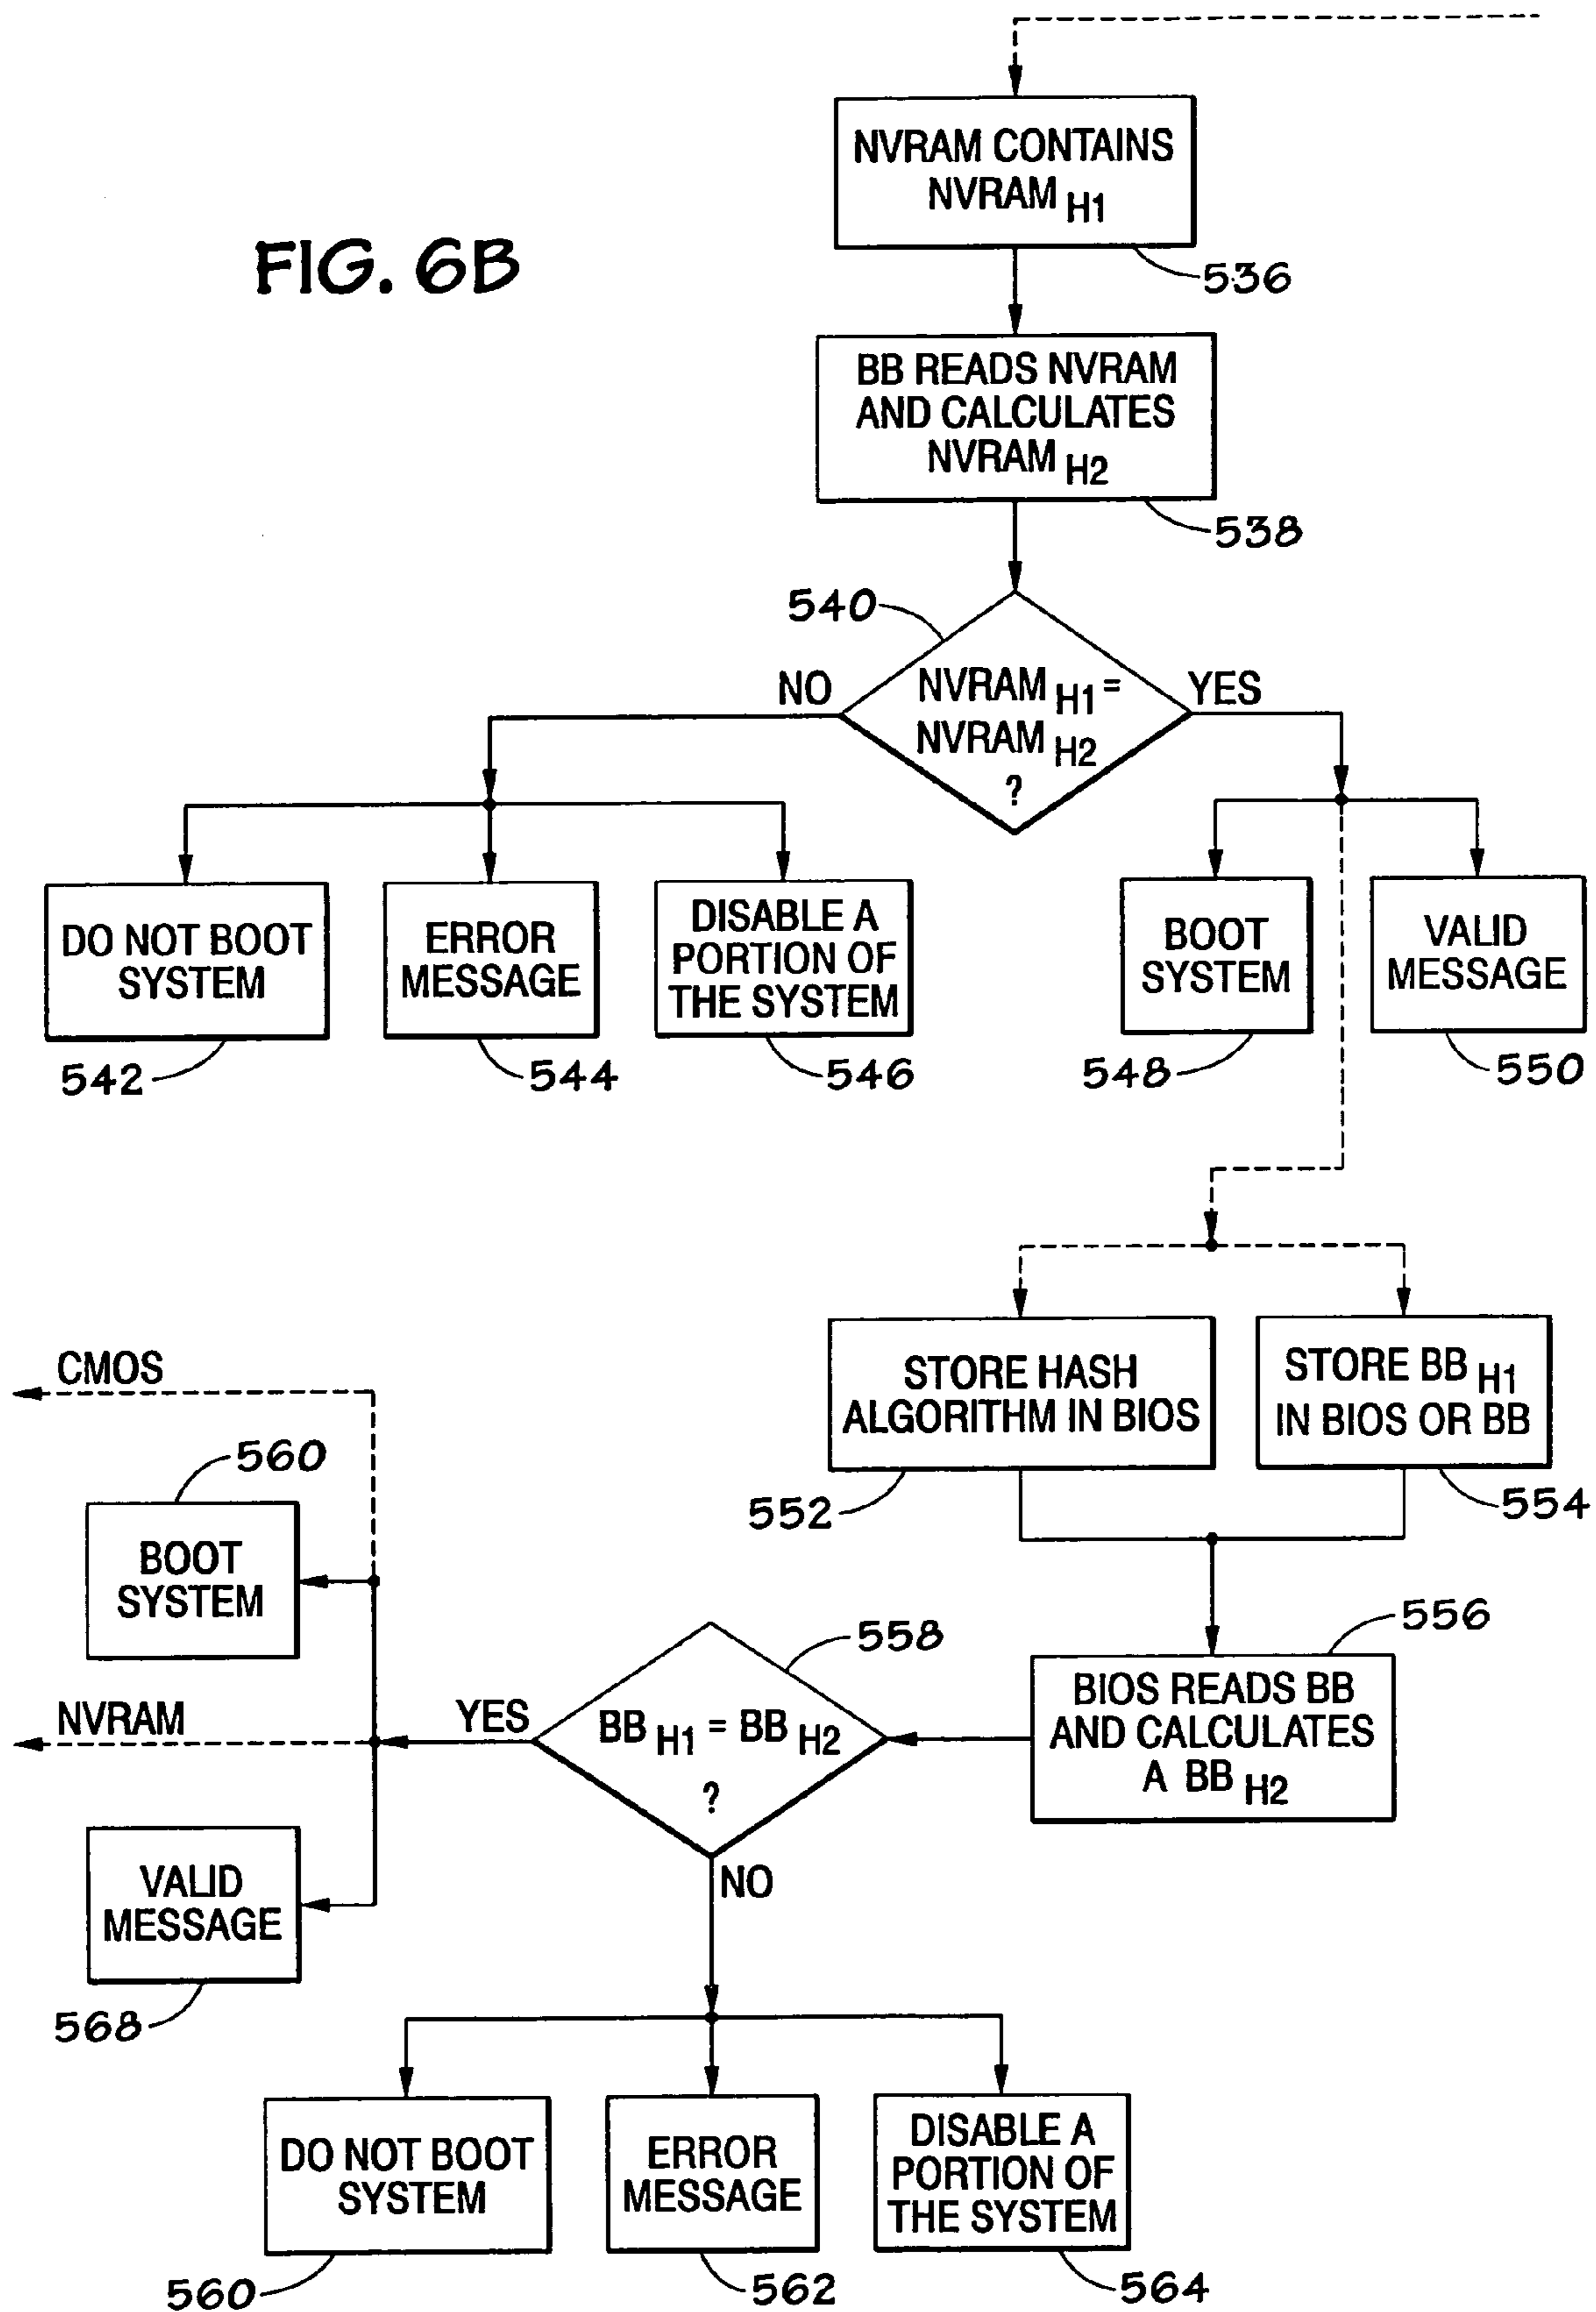 FIG. 6B
NVRAM CONTAINS
NVRAM H1
536
BB READS NVRAM
AND CALCULATES
NVRAM H2
538
540
NO
NVRAM H1 =
NVRAM H2
?
YES
DO NOT BOOT
SYSTEM
542
ERROR
MESSAGE
544
DISABLE A
PORTION OF
THE SYSTEM
546
BOOT
SYSTEM
548
VALID
MESSAGE
550
STORE HASH
ALGORITHM IN BIOS
552
STORE BB H1
IN BIOS OR BB
554
556
BIOS READS BB
AND CALCULATES
A BB H2
558
BB H1 = BB H2
?
YES
NO
CMOS
560
BOOT
SYSTEM
NVRAM
VALID
MESSAGE
568
DO NOT BOOT
SYSTEM
560
ERROR
MESSAGE
562
DISABLE A
PORTION OF
THE SYSTEM
564